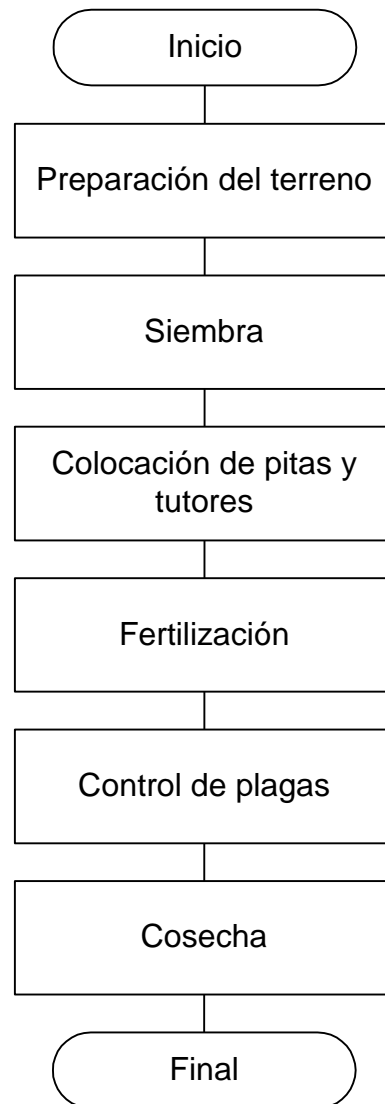 Inicio
Preparación del terreno
Siembra
Colocación de pitas y
tutores
Fertilización
Control de plagas
Cosecha
Final